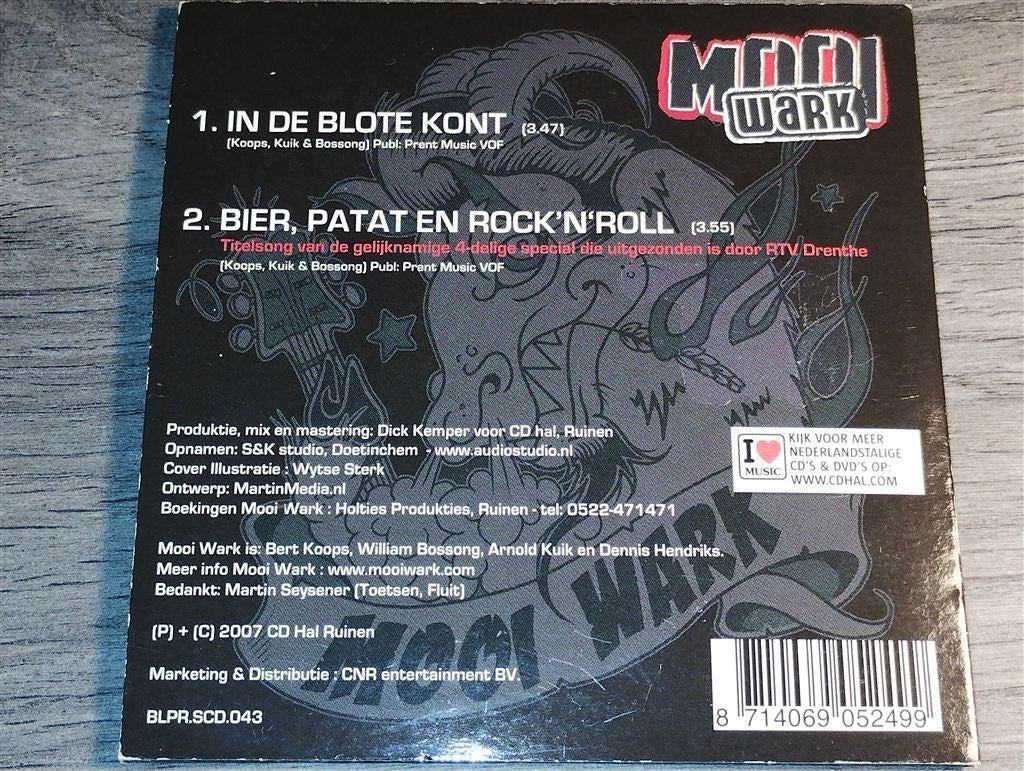 MOOI
WARK
1. IN DE BLOTE KONT (3.47)
(Koops, Kuik & Bossong) Publ: Prent Music VOF
2. BIER, PATAT EN ROCK'N'ROLL (3.55)
Titelsong van de gelijknamige 4-delige special die uitgezonden is door RTV Drenthe
(Koops, Kuik & Bossong) Publ: Prent Music VOF
Produktie, mix en mastering: Dick Kemper voor CD hal, Ruinen
Opnamen: S&K studio, Doetinchem - www.audiostudio.nl
Cover Illustratie : Wytse Sterk
Ontwerp: MartinMedia.nl
Boekingen Mooi Wark : Holties Produkties, Ruinen - tel: 0522-471471
I ♥
MUSIC
KIJK VOOR MEER
NEDERLANDSTALIGE
CD'S & DVD'S OP:
WWW.CDHAL.COM
Mooi Wark is: Bert Koops, William Bossong, Arnold Kuik en Dennis Hendriks.
Meer info Mooi Wark : www.mooiwark.com
Bedankt: Martin Seysener (Toetsen, Fluit)
(P) + (C) 2007 CD Hal Ruinen
MOOI WARK
Marketing & Distributie : CNR entertainment BV.
BLPR.SCD.043
8 714069 052499